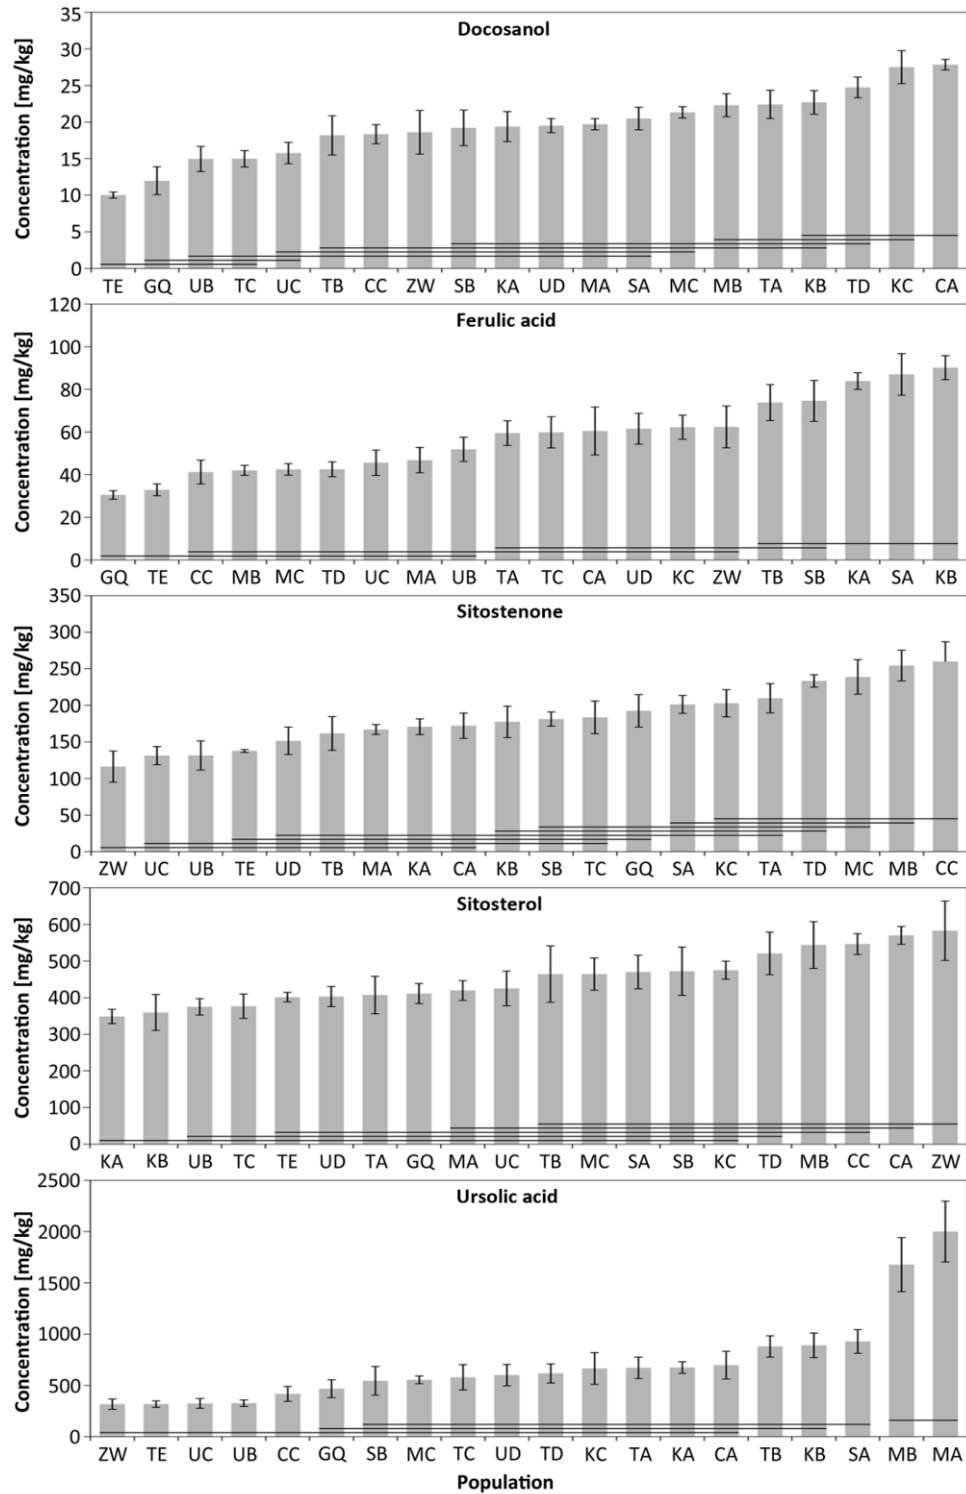 Docosanol
Concentration [mg/kg]
35
30
25
20
15
10
5
0
TE GQ UB TC UC TB CC ZW SB KA UD MA SA MC MB TA KB TD KC CA
Ferulic acid
Concentration [mg/kg]
120
100
80
60
40
20
0
GQ TE CC MB MC TD UC MA UB TA TC CA UD KC ZW TB SB KA SA KB
Sitostenone
Concentration [mg/kg]
350
300
250
200
150
100
50
0
ZW UC UB TE UD TB MA KA CA KB SB TC GQ SA KC TA TD MC MB CC
Sitosterol
Concentration [mg/kg]
700
600
500
400
300
200
100
0
KA KB UB TC TE UD TA GQ MA UC TB MC SA SB KC TD MB CC CA ZW
Ursolic acid
Concentration [mg/kg]
2500
2000
1500
1000
500
0
ZW TE UC UB CC GQ SB MC TC UD TD KC TA KA CA TB KB SA MB MA
Population